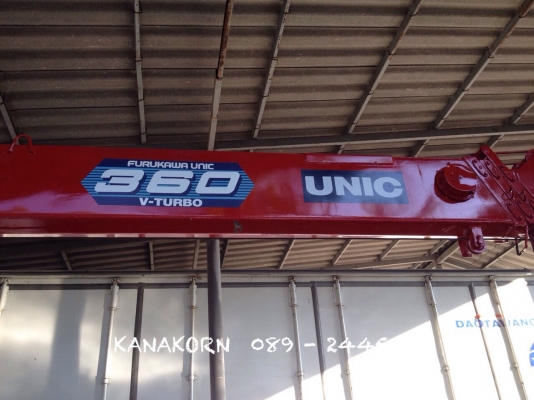 FURUKAWA UNIC
360
V-TURBO
UNIC
KANAKORN 089 - 244